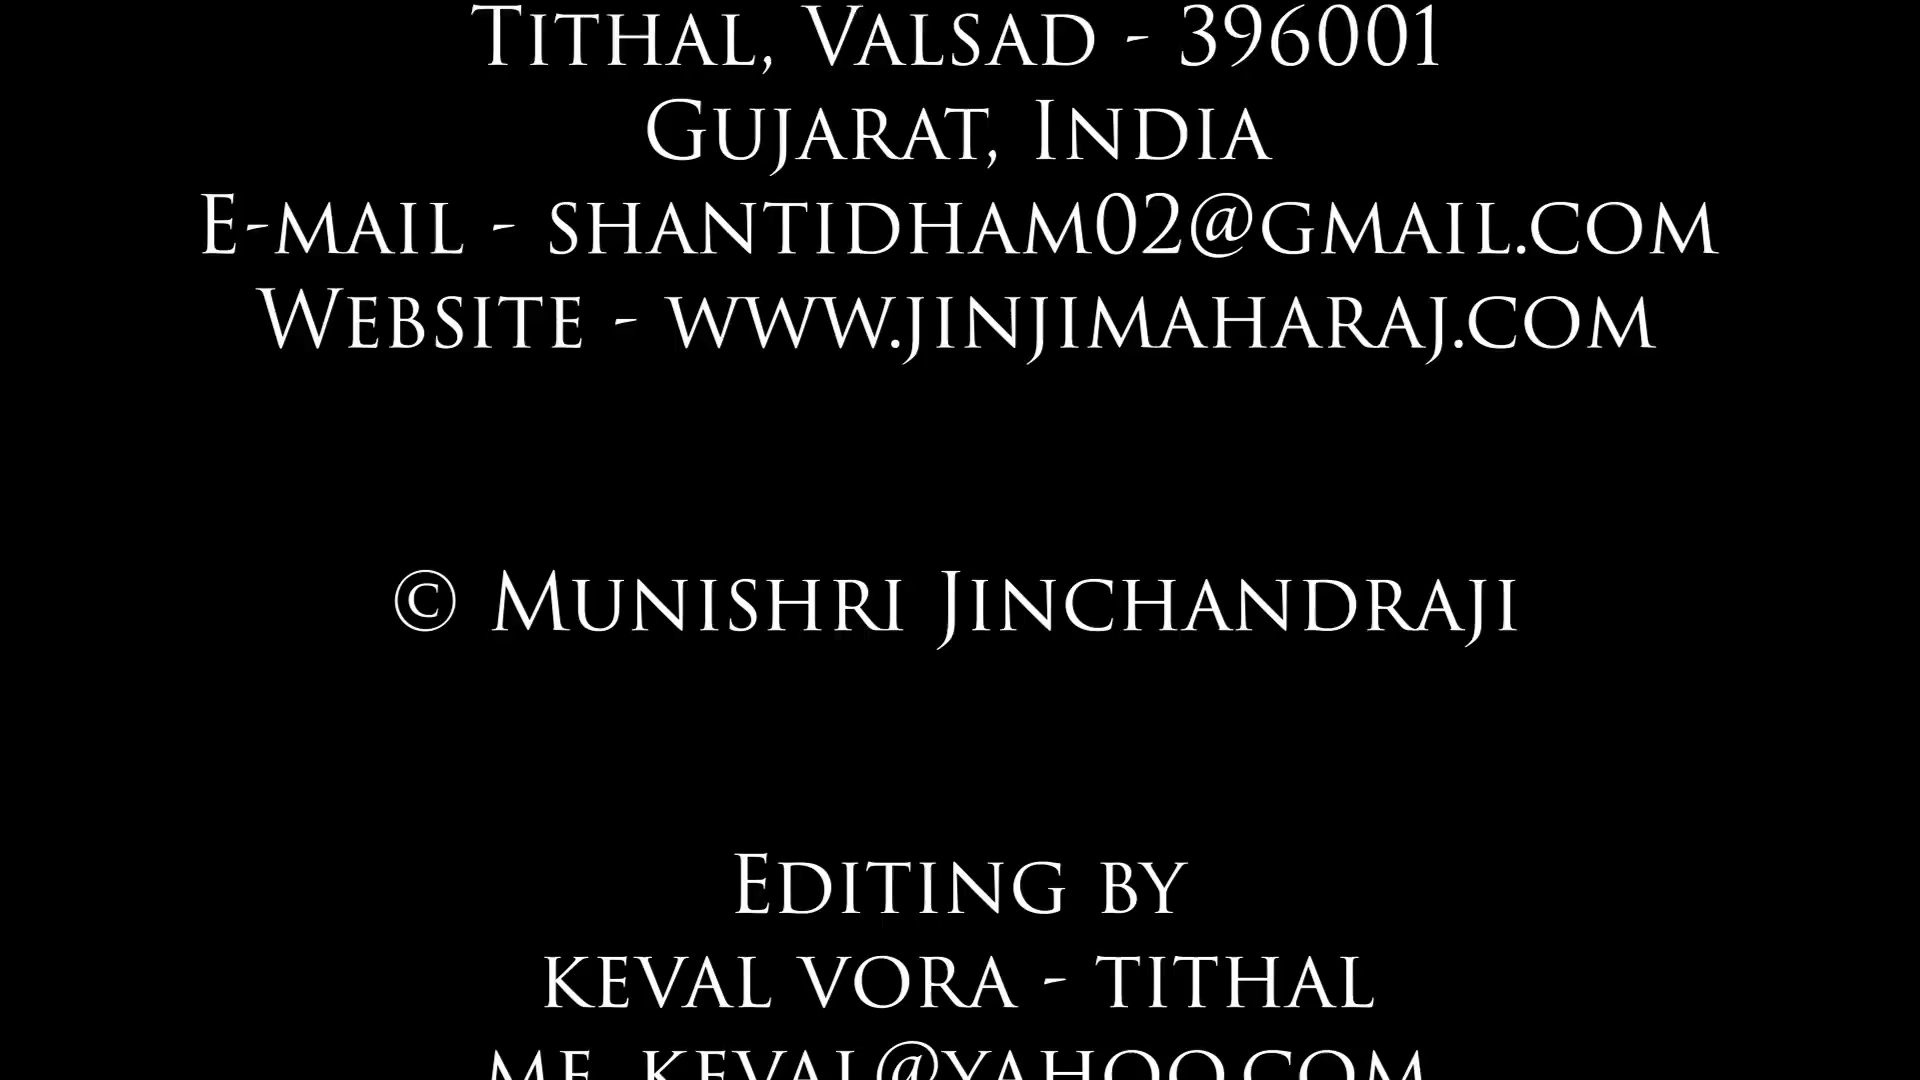 Tithal, Valsad - 396001
Gujarat, India
E-mail - shantidham02@gmail.com
Website - www.jinjimaharaj.com
© Munishri Jinchandraji
Editing by
keval vora - tithal